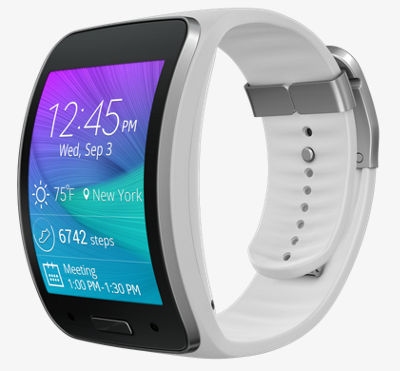 12:45 PM
Wed, Sep 3
75°F New York
6742 steps
Meeting
1:00 PM-1:30 PM